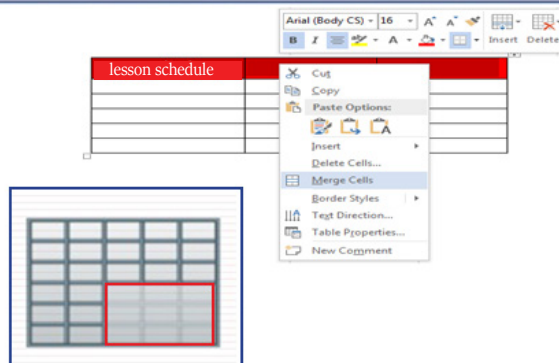 Arial (Body CS) 16 A A
B I A Insert Delete
lesson schedule
Cut
Copy
Paste Options:
Insert
Delete Cells...
Merge Cells
Border Styles
Text Direction...
Table Properties...
New Comment